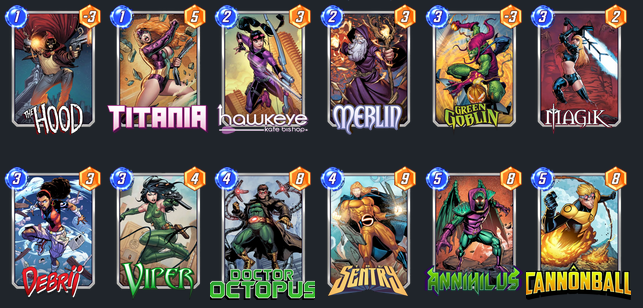 1 -3
THE HOOD
1 5
TITANIA
2 3
hawkeye
kate bishop
2 3
MERLIN
3 -3
GREEN
GOBLIN
3 2
MAGIK
3 3
DEBRII
3 4
VIPER
4 8
DOCTOR
OCTOPUS
4 9
SENTRY
5 8
ANNIHILUS
5 8
CANNONBALL